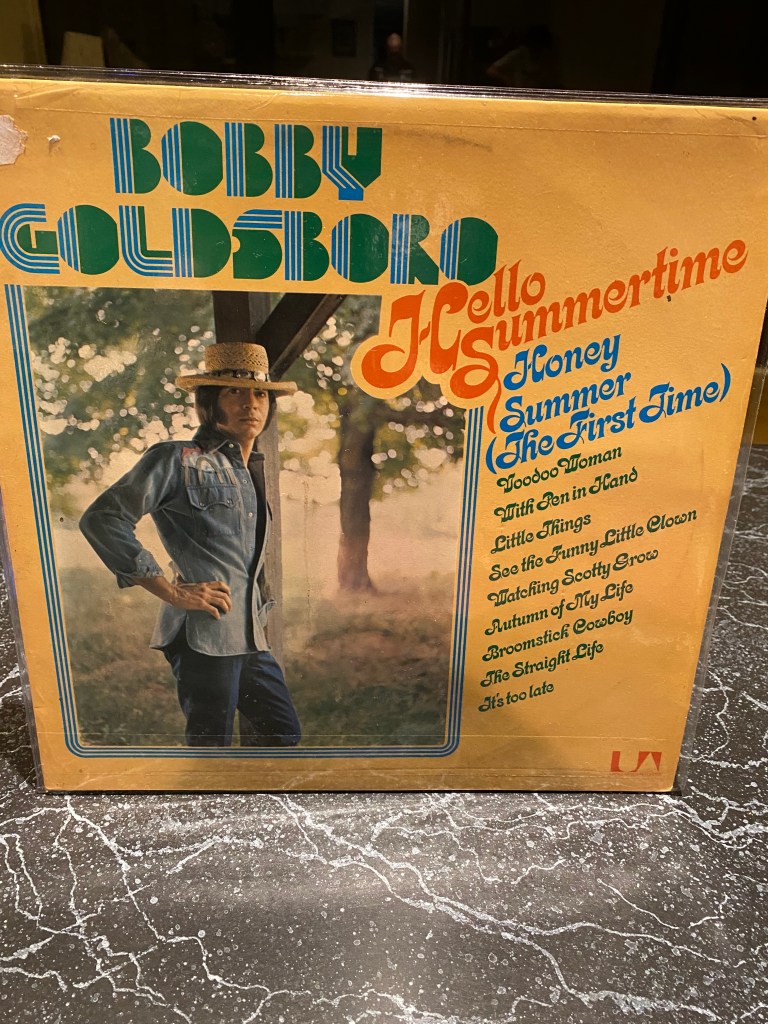 BOBBY
GOLDSBORO
Hello
Summertime
Honey
Summer
(The First Time)
Voodoo Woman
With Pen in Hand
Little Things
See the Funny Little Clown
Watching Scotty Grow
Autumn of My Life
Broomstick Cowboy
The Straight Life
It's too late
UA